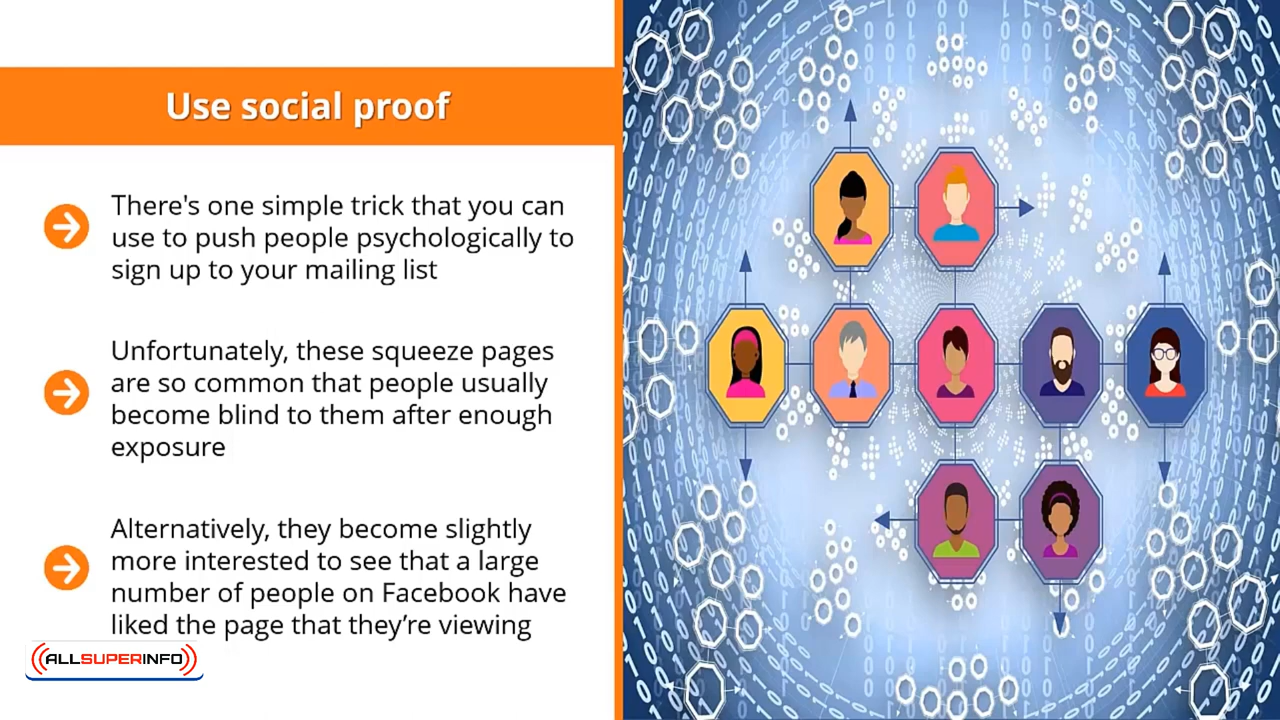 Use social proof
There's one simple trick that you can
use to push people psychologically to
sign up to your mailing list
Unfortunately, these squeeze pages
are so common that people usually
become blind to them after enough
exposure
Alternatively, they become slightly
more interested to see that a large
number of people on Facebook have
liked the page that they’re viewing
ALLSUPERINFO